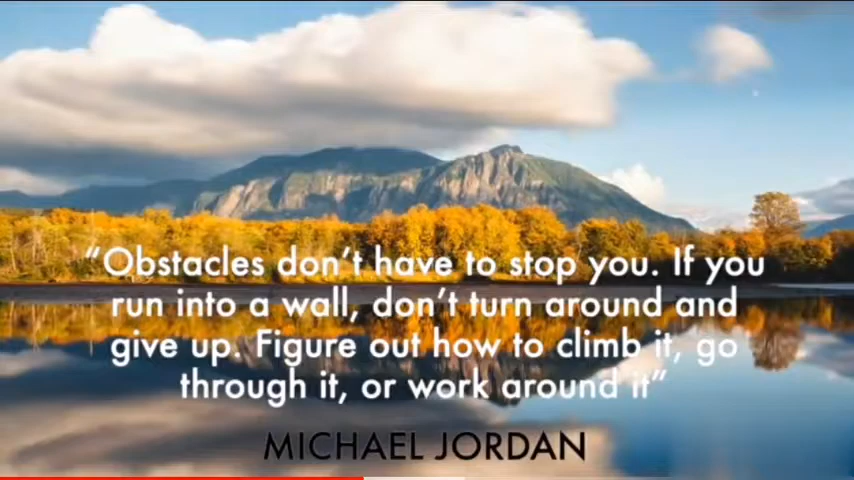 “Obstacles don’t have to stop you. If you
run into a wall, don’t turn around and
give up. Figure out how to climb it, go
through it, or work around it”
MICHAEL JORDAN